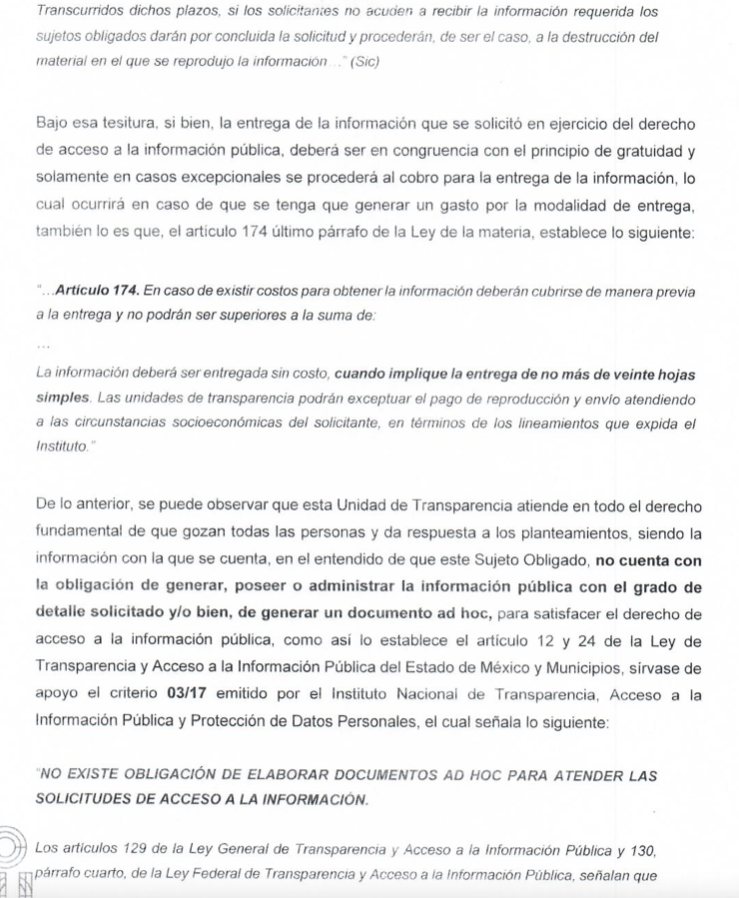 Transcurridos dichos plazos, si los solicitantes no acuden a recibir la información requerida los
sujetos obligados darán por concluida la solicitud y procederán, de ser el caso, a la destrucción del
material en el que se reprodujo la información…” (Sic)
Bajo esa tesitura, si bien, la entrega de la información que se solicitó en ejercicio del derecho
de acceso a la información pública, deberá ser en congruencia con el principio de gratuidad y
solamente en casos excepcionales se procederá al cobro para la entrega de la información, lo
cual ocurrirá en caso de que se tenga que generar un gasto por la modalidad de entrega,
también lo es que, el artículo 174 último párrafo de la Ley de la materia, establece lo siguiente:
“…Artículo 174. En caso de existir costos para obtener la información deberán cubrirse de manera previa
a la entrega y no podrán ser superiores a la suma de:
…
La información deberá ser entregada sin costo, cuando implique la entrega de no más de veinte hojas
simples. Las unidades de transparencia podrán exceptuar el pago de reproducción y envío atendiendo
a las circunstancias socioeconómicas del solicitante, en términos de los lineamientos que expida el
Instituto.”
De lo anterior, se puede observar que esta Unidad de Transparencia atiende en todo el derecho
fundamental de que gozan todas las personas y da respuesta a los planteamientos, siendo la
información con la que se cuenta, en el entendido de que este Sujeto Obligado, no cuenta con
la obligación de generar, poseer o administrar la información pública con el grado de
detalle solicitado y/o bien, de generar un documento ad hoc, para satisfacer el derecho de
acceso a la información pública, como así lo establece el artículo 12 y 24 de la Ley de
Transparencia y Acceso a la Información Pública del Estado de México y Municipios, sírvase de
apoyo el criterio 03/17 emitido por el Instituto Nacional de Transparencia, Acceso a la
Información Pública y Protección de Datos Personales, el cual señala lo siguiente:
“NO EXISTE OBLIGACIÓN DE ELABORAR DOCUMENTOS AD HOC PARA ATENDER LAS
SOLICITUDES DE ACCESO A LA INFORMACIÓN.
Los artículos 129 de la Ley General de Transparencia y Acceso a la Información Pública y 130,
párrafo cuarto, de la Ley Federal de Transparencia y Acceso a la Información Pública, señalan que